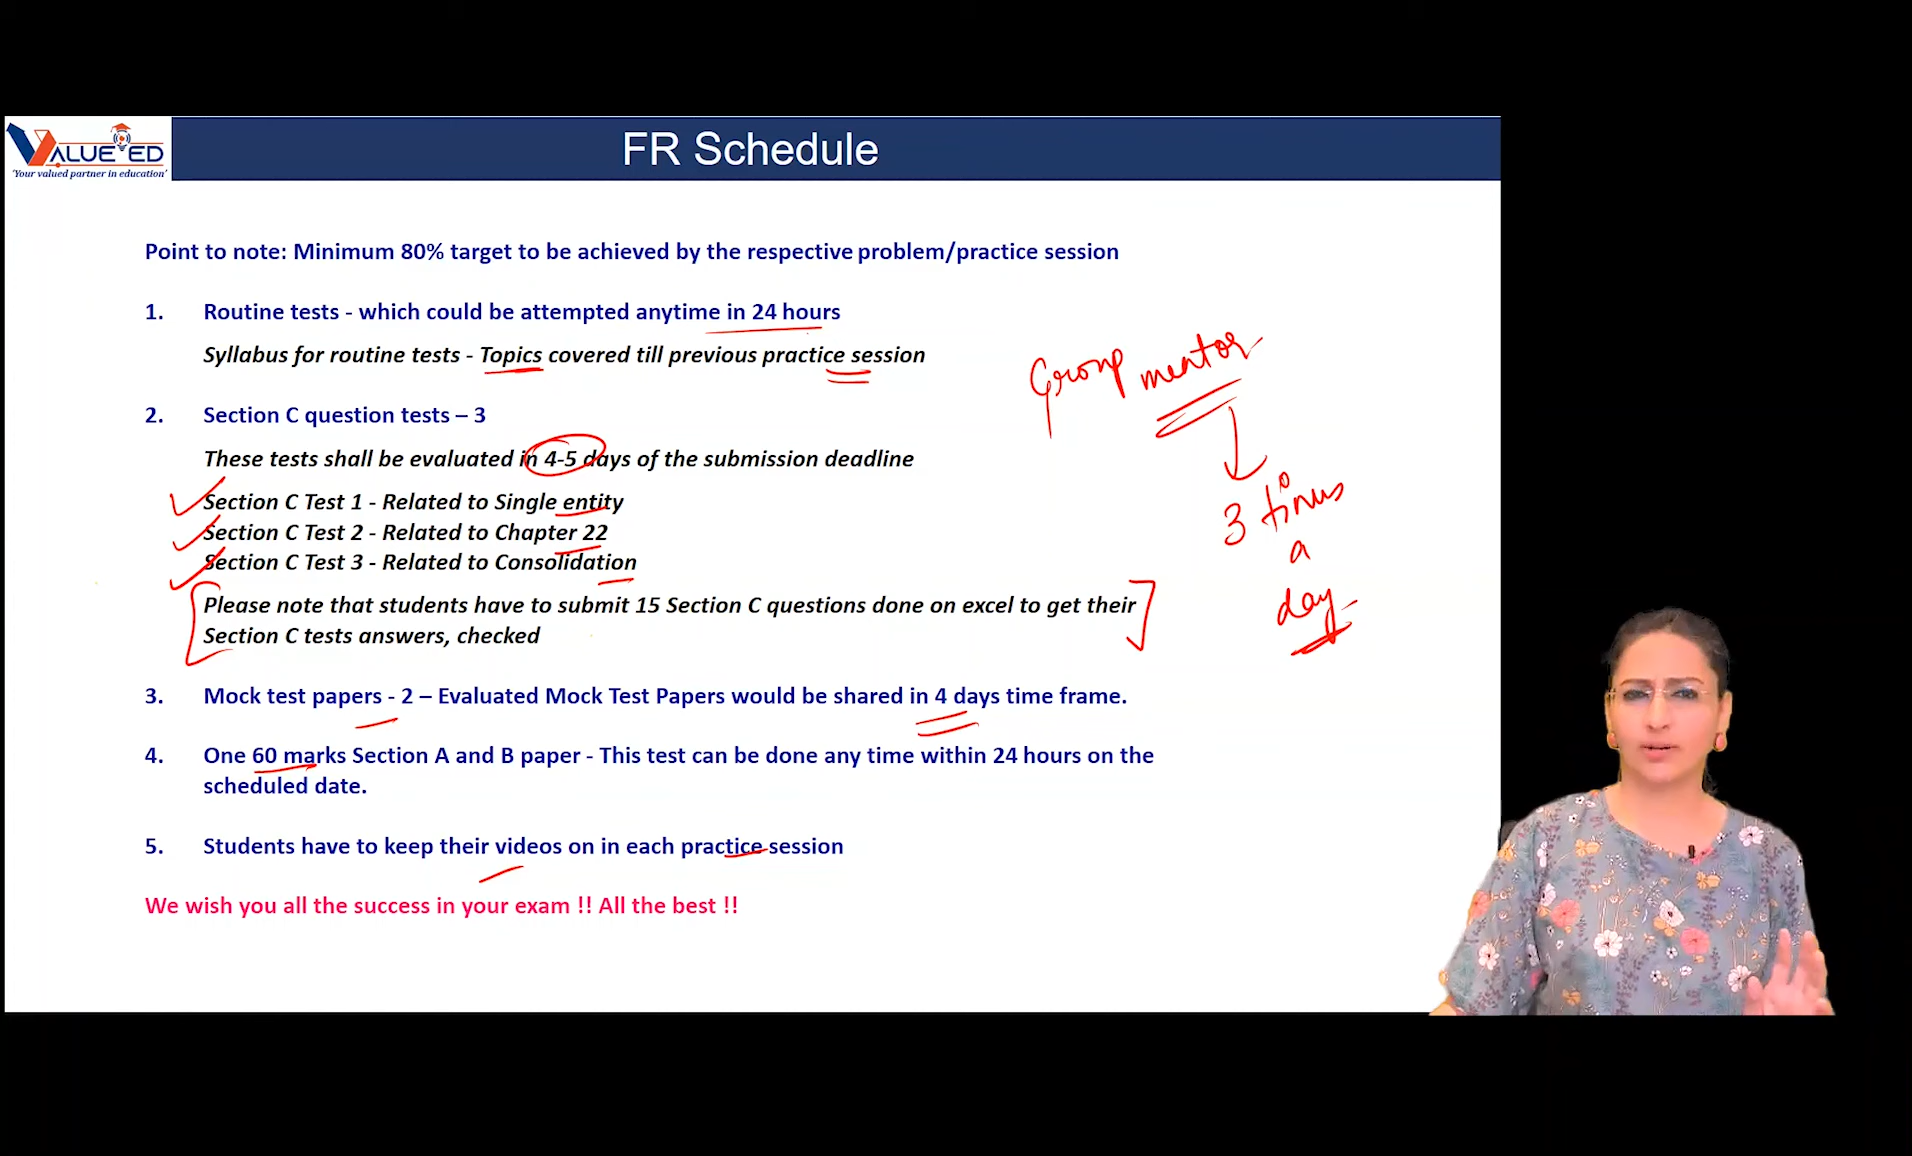 VALUE ED
'Your valued partner in education'
FR Schedule
Point to note: Minimum 80% target to be achieved by the respective problem/practice session
1. Routine tests - which could be attempted anytime in 24 hours
Syllabus for routine tests - Topics covered till previous practice session
2. Section C question tests – 3
These tests shall be evaluated in 4-5 days of the submission deadline
Section C Test 1 - Related to Single entity
Section C Test 2 - Related to Chapter 22
Section C Test 3 - Related to Consolidation
Please note that students have to submit 15 Section C questions done on excel to get their
Section C tests answers, checked
3. Mock test papers - 2 – Evaluated Mock Test Papers would be shared in 4 days time frame.
4. One 60 marks Section A and B paper - This test can be done any time within 24 hours on the
scheduled date.
5. Students have to keep their videos on in each practice session
We wish you all the success in your exam !! All the best !!
Group mentor
3 times
a
day